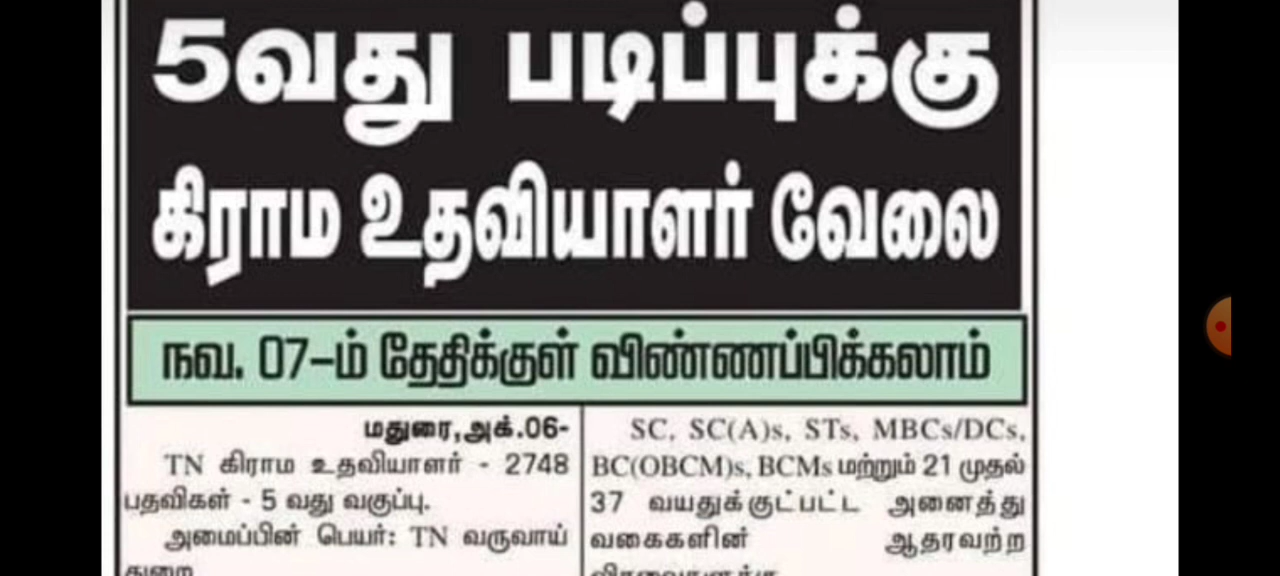 5வது படிப்புக்கு
கிராம உதவியாளர் வேலை
நவ. 07-ம் தேதிக்குள் விண்ணப்பிக்கலாம்
மதுரை,அக்.06-
TN கிராம உதவியாளர் - 2748
பதவிகள் - 5 வது வகுப்பு.
அமைப்பின் பெயர்: TN வருவாய்
துறை
SC, SC(A)s, STs, MBCs/DCs,
BC(OBCM)s, BCMs மற்றும் 21 முதல்
37 வயதுக்குட்பட்ட அனைத்து
வகைகளின் ஆதரவற்ற